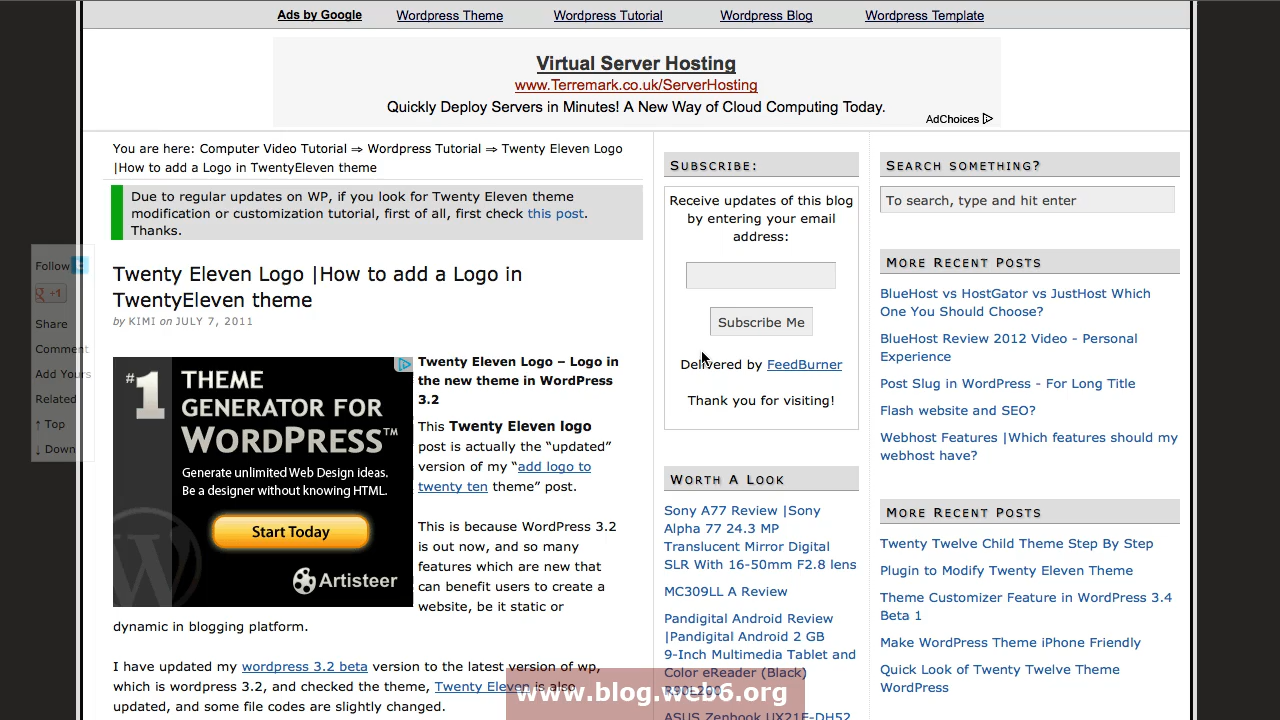 Ads by Google
Wordpress Theme
Wordpress Tutorial
Wordpress Blog
Wordpress Template
Virtual Server Hosting
www.Terremark.co.uk/ServerHosting
Quickly Deploy Servers in Minutes! A New Way of Cloud Computing Today.
AdChoices
You are here: Computer Video Tutorial ⇒ Wordpress Tutorial ⇒ Twenty Eleven Logo
|How to add a Logo in TwentyEleven theme
Due to regular updates on WP, if you look for Twenty Eleven theme
modification or customization tutorial, first of all, first check this post.
Thanks.
Follow
+1
Share
Comment
Add Yours
Related
↑ Top
↓ Down
Twenty Eleven Logo |How to add a Logo in
TwentyEleven theme
by KIMI on JULY 7, 2011
#1 THEME
GENERATOR FOR
WORDPRESS™
Generate unlimited Web Design ideas.
Be a designer without knowing HTML.
Start Today
Artisteer
Twenty Eleven Logo – Logo in
the new theme in WordPress
3.2
This Twenty Eleven logo
post is actually the “updated”
version of my “add logo to
twenty ten theme” post.
This is because WordPress 3.2
is out now, and so many
features which are new that
can benefit users to create a
website, be it static or
dynamic in blogging platform.
I have updated my wordpress 3.2 beta version to the latest version of wp,
which is wordpress 3.2, and checked the theme, Twenty Eleven is also
updated, and some file codes are slightly changed.
SUBSCRIBE:
Receive updates of this blog
by entering your email
address:
Subscribe Me
Delivered by FeedBurner
Thank you for visiting!
WORTH A LOOK
Sony A77 Review |Sony
Alpha 77 24.3 MP
Translucent Mirror Digital
SLR With 16-50mm F2.8 lens
MC309LL A Review
Pandigital Android Review
|Pandigital Android 2 GB
9-Inch Multimedia Tablet and
Color eReader (Black)
R90L200
ASUS Zenbook UX21E-DH52
SEARCH SOMETHING?
To search, type and hit enter
MORE RECENT POSTS
BlueHost vs HostGator vs JustHost Which
One You Should Choose?
BlueHost Review 2012 Video - Personal
Experience
Post Slug in WordPress - For Long Title
Flash website and SEO?
Webhost Features |Which features should my
webhost have?
MORE RECENT POSTS
Twenty Twelve Child Theme Step By Step
Plugin to Modify Twenty Eleven Theme
Theme Customizer Feature in WordPress 3.4
Beta 1
Make WordPress Theme iPhone Friendly
Quick Look of Twenty Twelve Theme
WordPress
www.blog.web6.org